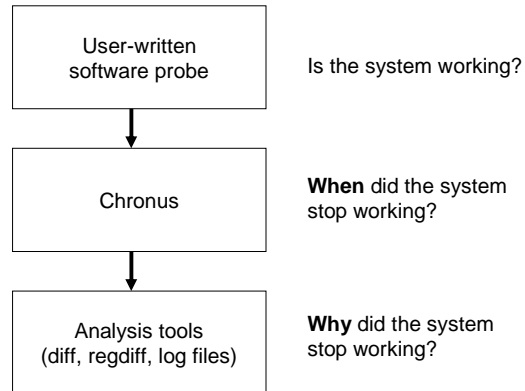 User-written
software probe
Is the system working?
Chronus
When did the system
stop working?
Analysis tools
(diff, regdiff, log files)
Why did the system
stop working?